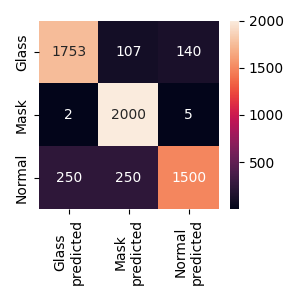 Glass 1753 107 140
Mask 2 2000 5
Normal 250 250 1500
Glass predicted
Mask predicted
Normal predicted
2000
1500
1000
500